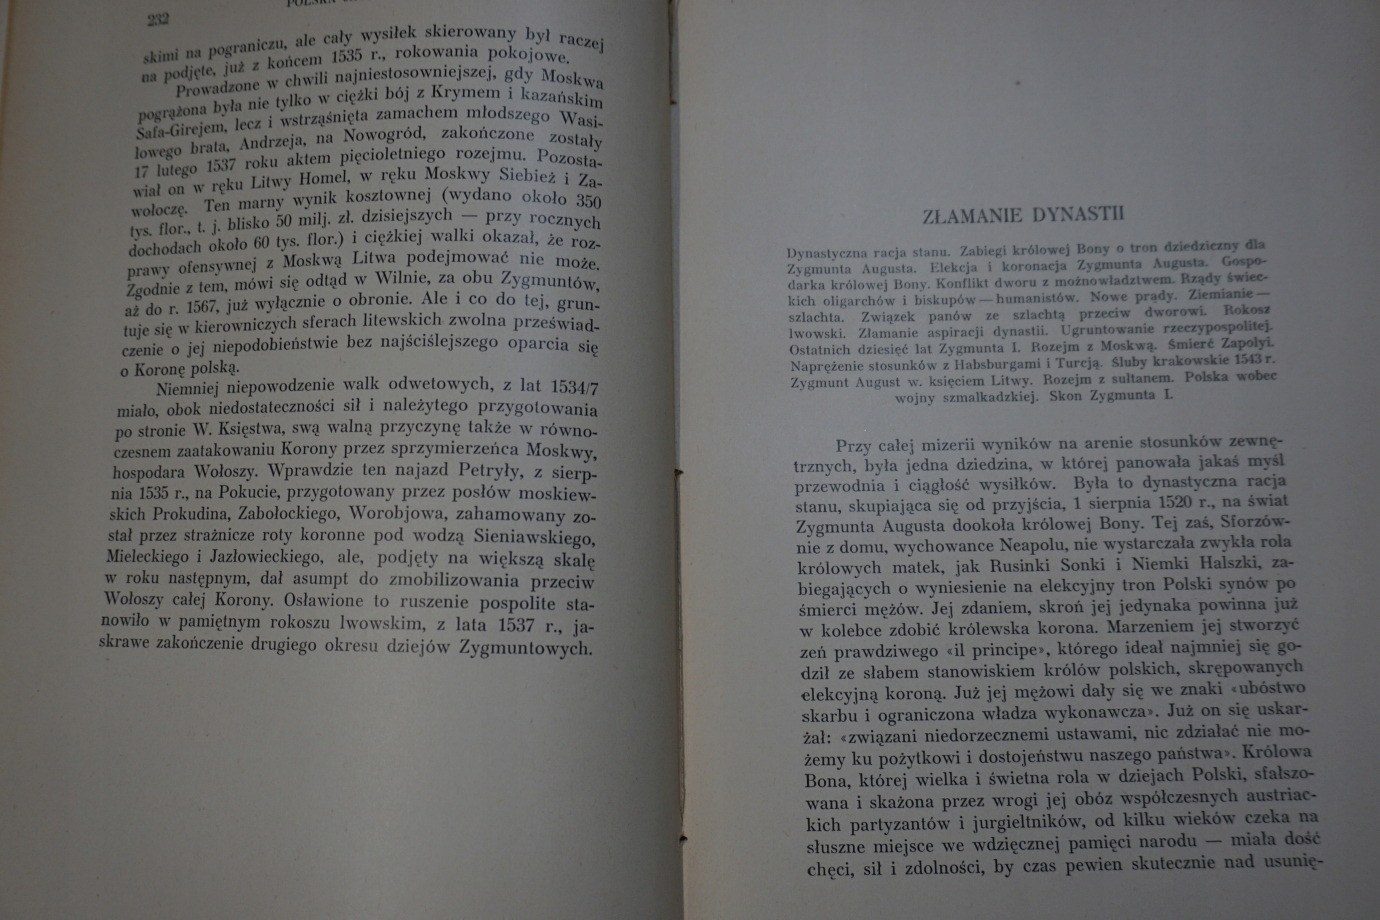 232
skimi na pograniczu, ale cały wysiłek skierowany był raczej
na podjęte, już z końcem 1535 r., rokowania pokojowe.
Prowadzone w chwili najniestosowniejszej, gdy Moskwa
pogrążona była nie tylko w ciężki bój z Krymem i kazańskim
Safa-Girejem, lecz i wstrząśnięta zamachem młodszego Wasi-
lowego brata, Andrzeja, na Nowogród, zakończone zostały
17 lutego 1537 roku aktem pięcioletniego rozejmu. Pozosta-
wiał on w ręku Litwy Homel, w ręku Moskwy Siebież i Za-
wołoczę. Ten marny wynik kosztownej (wydano około 350
tys. flor., t. j. blisko 50 milj. zł. dzisiejszych — przy rocznych
dochodach około 60 tys. flor.) i ciężkiej walki okazał, że roz-
prawy ofensywnej z Moskwą Litwa podejmować nie może.
Zgodnie z tem, mówi się odtąd w Wilnie, za obu Zygmuntów,
aż do r. 1567, już wyłącznie o obronie. Ale i co do tej, grun-
tuje się w kierowniczych sferach litewskich zwolna przeświad-
czenie o jej niepodobieństwie bez najściślejszego oparcia się
o Koronę polską.
Niemniej niepowodzenie walk odwetowych, z lat 1534/7
miało, obok niedostateczności sił i należytego przygotowania
po stronie W. Księstwa, swą walną przyczynę także w równo-
czesnem zaatakowaniu Korony przez sprzymierzeńca Moskwy,
hospodara Wołoszy. Wprawdzie ten najazd Petryły, z sierp-
nia 1535 r., na Pokucie, przygotowany przez posłów moskiew-
skich Prokudina, Zabołockiego, Worobjowa, zahamowany zo-
stał przez strażnicze roty koronne pod wodzą Sieniawskiego,
Mieleckiego i Jazłowieckiego, ale, podjęty na większą skalę
w roku następnym, dał asumpt do zmobilizowania przeciw
Wołoszy całej Korony. Osławione to ruszenie pospolite sta-
nowiło w pamiętnym rokoszu lwowskim, z lata 1537 r., ja-
skrawe zakończenie drugiego okresu dziejów Zygmuntowych.
ZŁAMANIE DYNASTII
Dynastyczna racja stanu. Zabiegi królowej Bony o tron dziedziczny dla
Zygmunta Augusta. Elekcja i koronacja Zygmunta Augusta. Gospo-
darka królowej Bony. Konflikt dworu z możnowładztwem. Rządy świec-
kich oligarchów i biskupów — humanistów. Nowe prądy. Ziemianie —
szlachta. Związek panów ze szlachtą przeciw dworowi. Rokosz
lwowski. Złamanie aspiracji dynastii. Ugruntowanie rzeczypospolitej.
Ostatnich dziesięć lat Zygmunta I. Rozejm z Moskwą. Śmierć Zapolyi.
Naprężenie stosunków z Habsburgami i Turcją. Śluby krakowskie 1543 r.
Zygmunt August w. księciem Litwy. Rozejm z sułtanem. Polska wobec
wojny szmalkadzkiej. Skon Zygmunta I.
Przy całej mizerii wyników na arenie stosunków zewnę-
trznych, była jedna dziedzina, w której panowała jakaś myśl
przewodnia i ciągłość wysiłków. Była to dynastyczna racja
stanu, skupiająca się od przyjścia, 1 sierpnia 1520 r., na świat
Zygmunta Augusta dookoła królowej Bony. Tej zaś, Sforzów-
nie z domu, wychowance Neapolu, nie wystarczała zwykła rola
królowych matek, jak Rusinki Sonki i Niemki Halszki, za-
biegających o wyniesienie na elekcyjny tron Polski synów po
śmierci mężów. Jej zdaniem, skroń jej jedynaka powinna już
w kolebce zdobić królewska korona. Marzeniem jej stworzyć
zeń prawdziwego «il principe», którego ideał najmniej się go-
dził ze słabem stanowiskiem królów polskich, skrępowanych
elekcyjną koroną. Już jej mężowi dały się we znaki «ubóstwo
skarbu i ograniczona władza wykonawcza». Już on się uskar-
żał: «związani niedorzecznemi ustawami, nic zdziałać nie mo-
żemy ku pożytkowi i dostojeństwu naszego państwa». Królowa
Bona, której wielka i świetna rola w dziejach Polski, sfałszo-
wana i skażona przez wrogi jej obóz współczesnych austriac-
kich partyzantów i jurgieltników, od kilku wieków czeka na
słuszne miejsce we wdzięcznej pamięci narodu — miała dość
chęci, sił i zdolności, by czas pewien skutecznie nad usunię-